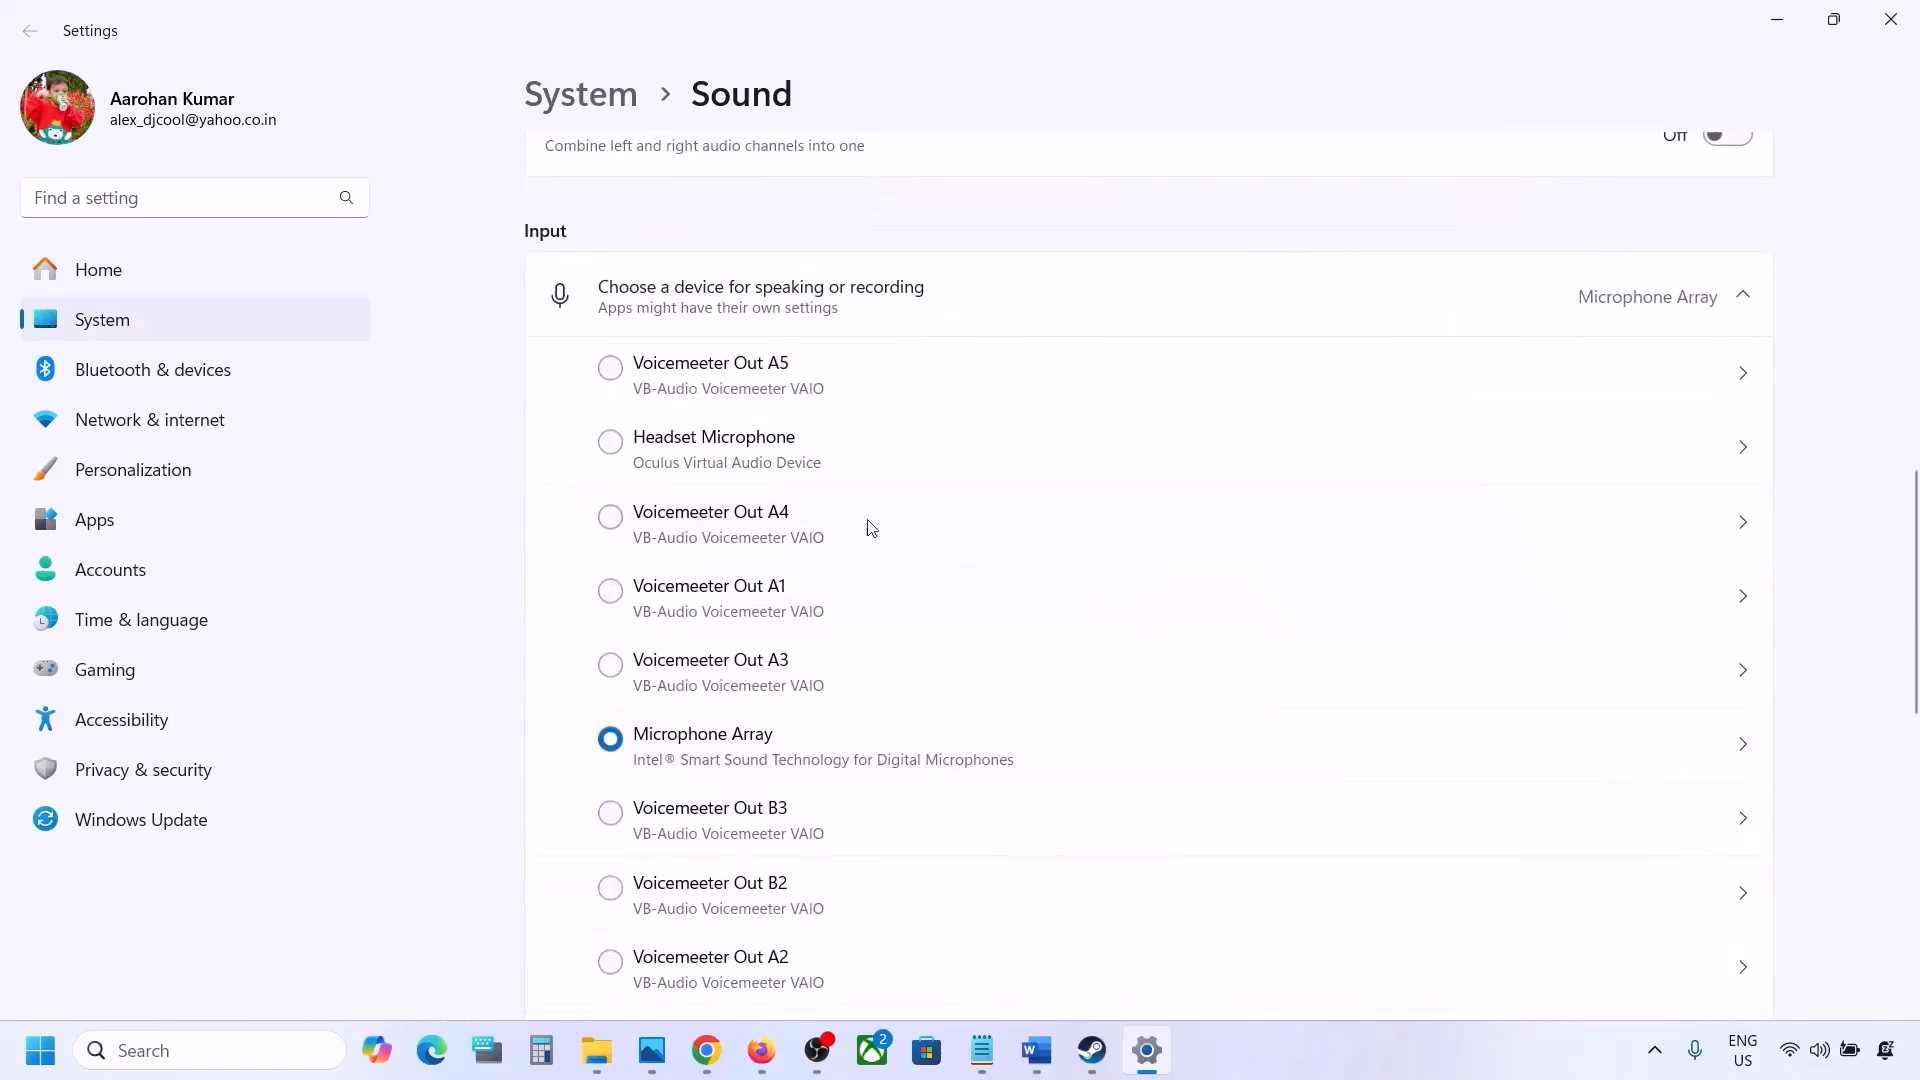 Settings
Aarohan Kumar
alex_djcool@yahoo.co.in
Find a setting
Home
System
Bluetooth & devices
Network & internet
Personalization
Apps
Accounts
Time & language
Gaming
Accessibility
Privacy & security
Windows Update
System > Sound
Combine left and right audio channels into one
Off
Input
Choose a device for speaking or recording
Apps might have their own settings
Microphone Array
Voicemeeter Out A5
VB-Audio Voicemeeter VAIO
Headset Microphone
Oculus Virtual Audio Device
Voicemeeter Out A4
VB-Audio Voicemeeter VAIO
Voicemeeter Out A1
VB-Audio Voicemeeter VAIO
Voicemeeter Out A3
VB-Audio Voicemeeter VAIO
Microphone Array
Intel® Smart Sound Technology for Digital Microphones
Voicemeeter Out B3
VB-Audio Voicemeeter VAIO
Voicemeeter Out B2
VB-Audio Voicemeeter VAIO
Voicemeeter Out A2
VB-Audio Voicemeeter VAIO
Search
2
ENG
US